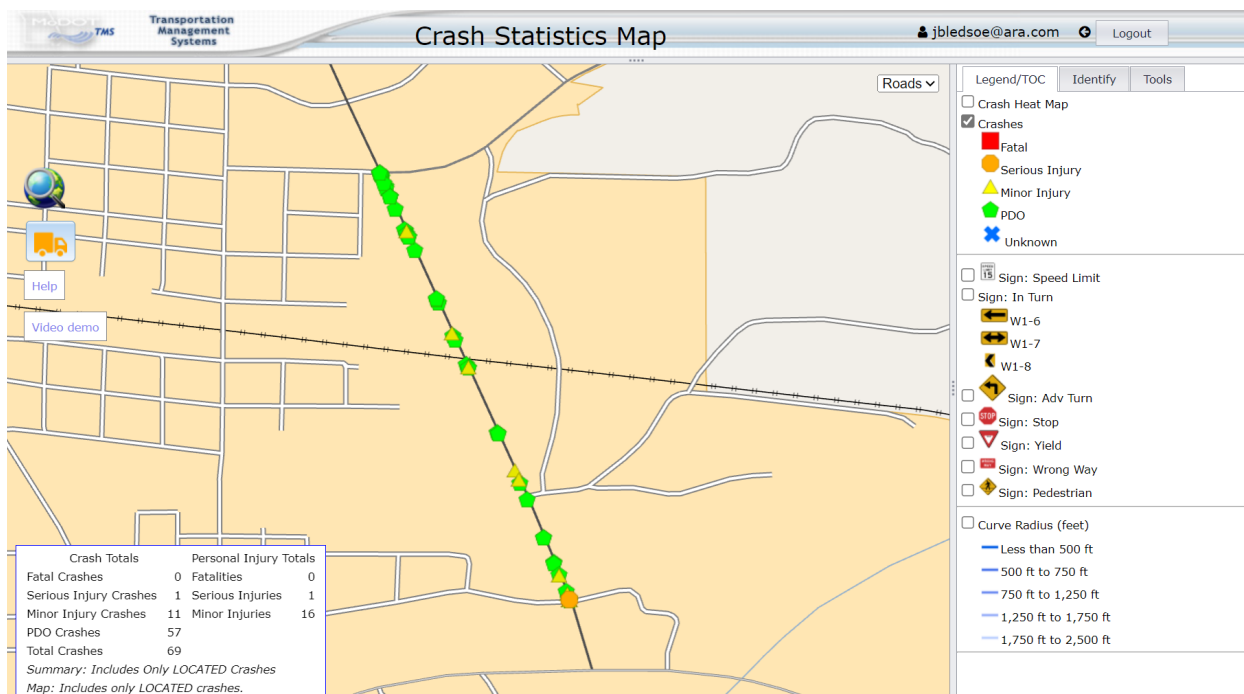 MoDOT TMS
Transportation
Management
Systems
Crash Statistics Map
jbledsoe@ara.com
Logout
Roads
Help
Video demo
Crash Totals Personal Injury Totals
Fatal Crashes 0 Fatalities 0
Serious Injury Crashes 1 Serious Injuries 1
Minor Injury Crashes 11 Minor Injuries 16
PDO Crashes 57
Total Crashes 69
Summary: Includes Only LOCATED Crashes
Map: Includes only LOCATED crashes.
Legend/TOC Identify Tools
Crash Heat Map
Crashes
Fatal
Serious Injury
Minor Injury
PDO
Unknown
SPEED LIMIT 15 Sign: Speed Limit
Sign: In Turn
W1-6
W1-7
W1-8
Sign: Adv Turn
STOP Sign: Stop
Sign: Yield
Sign: Wrong Way
Sign: Pedestrian
Curve Radius (feet)
Less than 500 ft
500 ft to 750 ft
750 ft to 1,250 ft
1,250 ft to 1,750 ft
1,750 ft to 2,500 ft